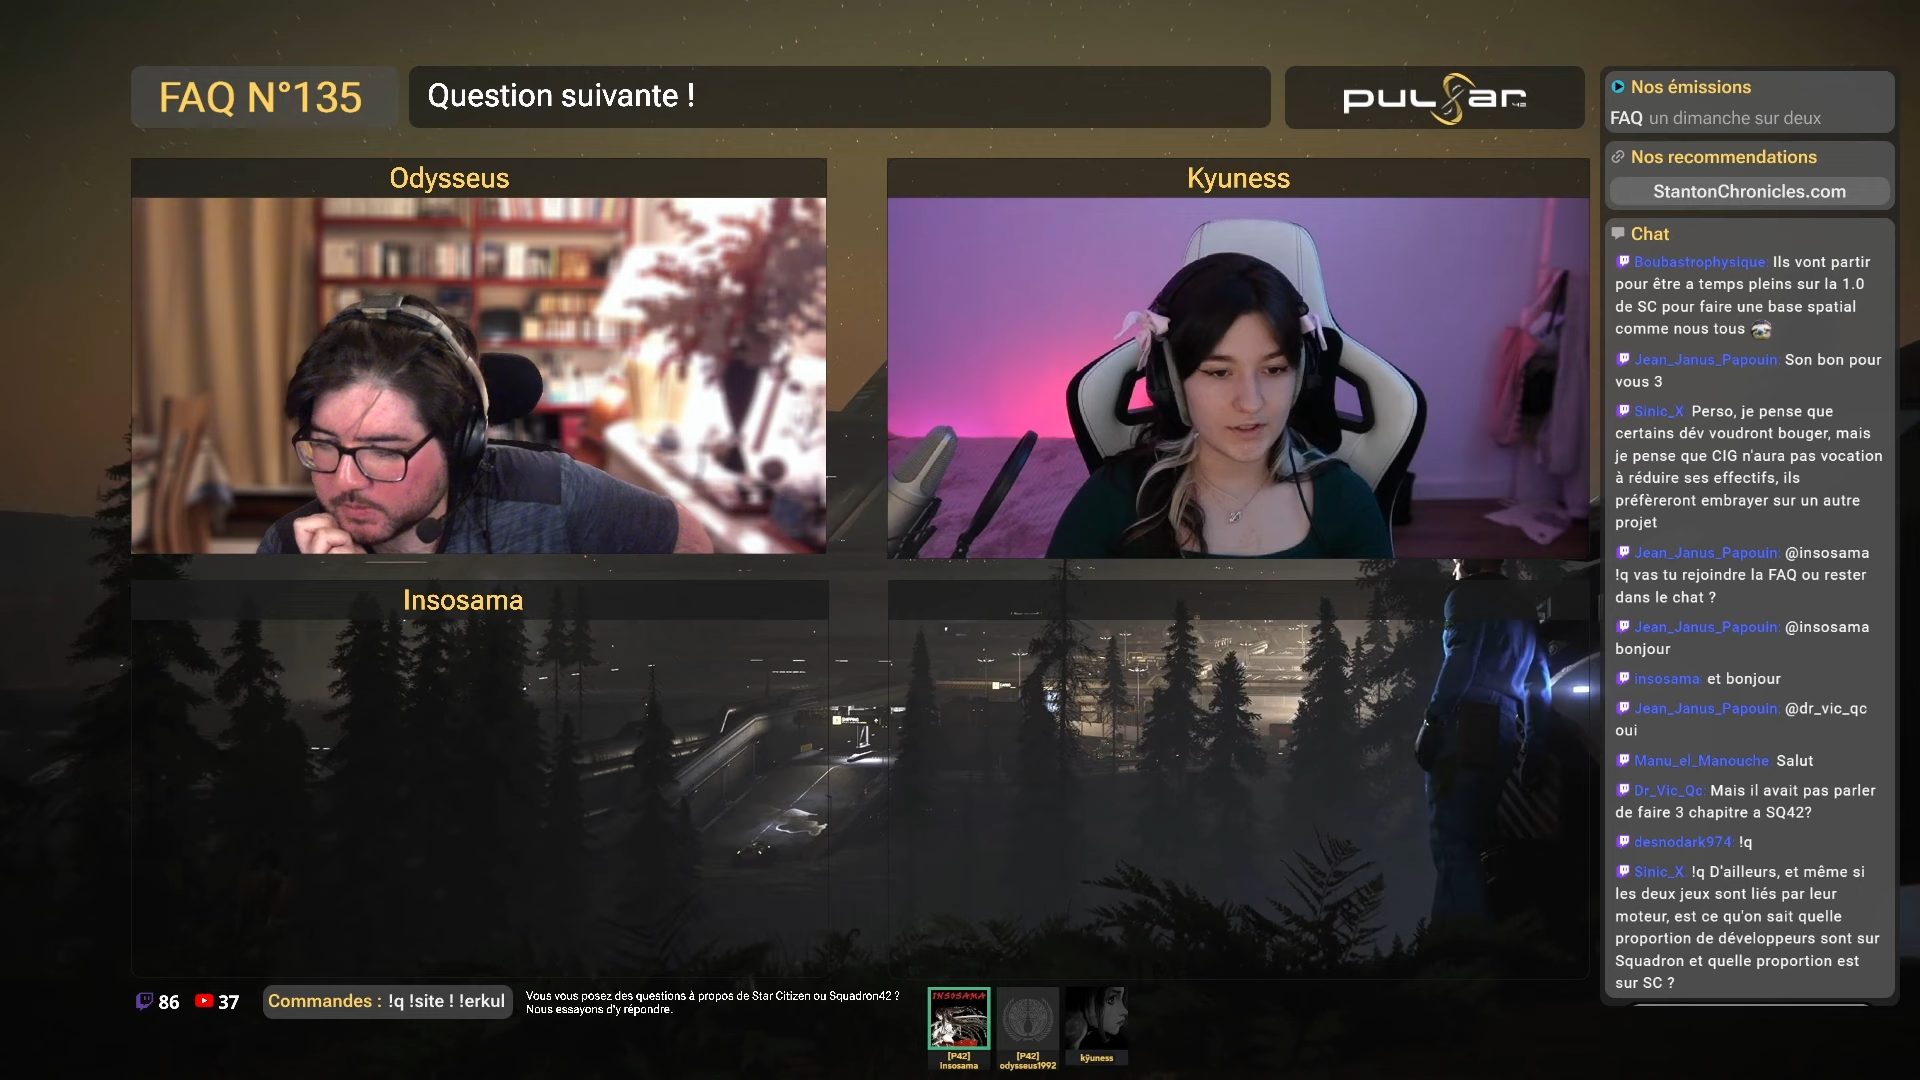 FAQ N°135
Question suivante !
pulsar 42
Nos émissions
FAQ un dimanche sur deux
Nos recommendations
StantonChronicles.com
Odysseus
Kyuness
Insosama
Chat
Boubastrophysique: Ils vont partir
pour être a temps pleins sur la 1.0
de SC pour faire une base spatial
comme nous tous
Jean_Janus_Papouin: Son bon pour
vous 3
Sinic_X: Perso, je pense que
certains dév voudront bouger, mais
je pense que CIG n'aura pas vocation
à réduire ses effectifs, ils
préfèreront embrayer sur un autre
projet
Jean_Janus_Papouin: @insosama
!q vas tu rejoindre la FAQ ou rester
dans le chat ?
Jean_Janus_Papouin: @insosama
bonjour
insosama: et bonjour
Jean_Janus_Papouin: @dr_vic_qc
oui
Manu_el_Manouche: Salut
Dr_Vic_Qc: Mais il avait pas parler
de faire 3 chapitre a SQ42?
desnodark974: !q
Sinic_X: !q D'ailleurs, et même si
les deux jeux sont liés par leur
moteur, est ce qu'on sait quelle
proportion de développeurs sont sur
Squadron et quelle proportion est
sur SC ?
86
37
Commandes : !q !site ! !erkul
Vous vous posez des questions à propos de Star Citizen ou Squadron42 ?
Nous essayons d'y répondre.
INSOSAMA
[P42]
Insosama
[P42]
odysseus1992
kÿuness